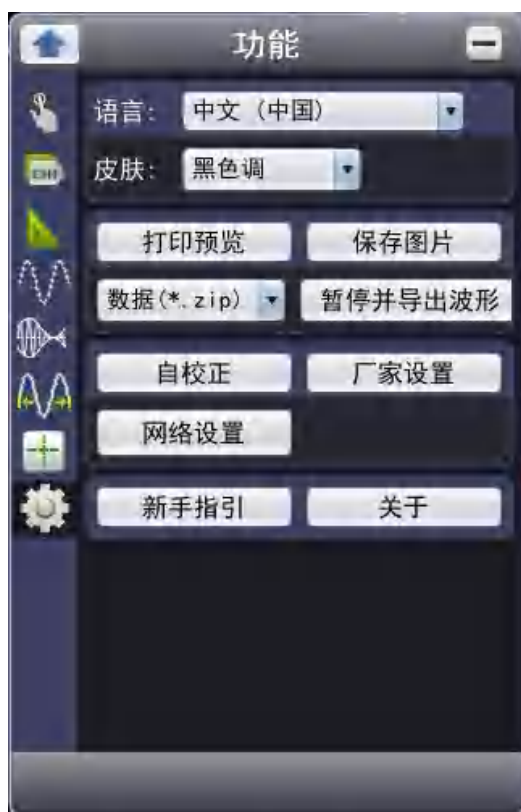 功能
语言： 中文 (中国)
皮肤： 黑色调
打印预览 保存图片
数据(*.zip) 暂停并导出波形
自校正 厂家设置
网络设置
新手指引 关于